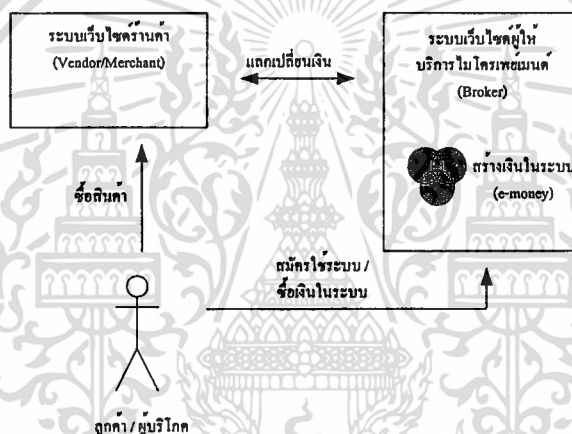 ระบบเว็บไซต์ร้านค้า
(Vendor/Merchant)
แลกเปลี่ยนเงิน
ระบบเว็บไซต์ผู้ให้
บริการไมโครเพย์เมนต์
(Broker)
สร้างเงินในระบบ
(e-money)
ซื้อสินค้า
สมัครใช้ระบบ /
ซื้อเงินในระบบ
ลูกค้า / ผู้บริโภค